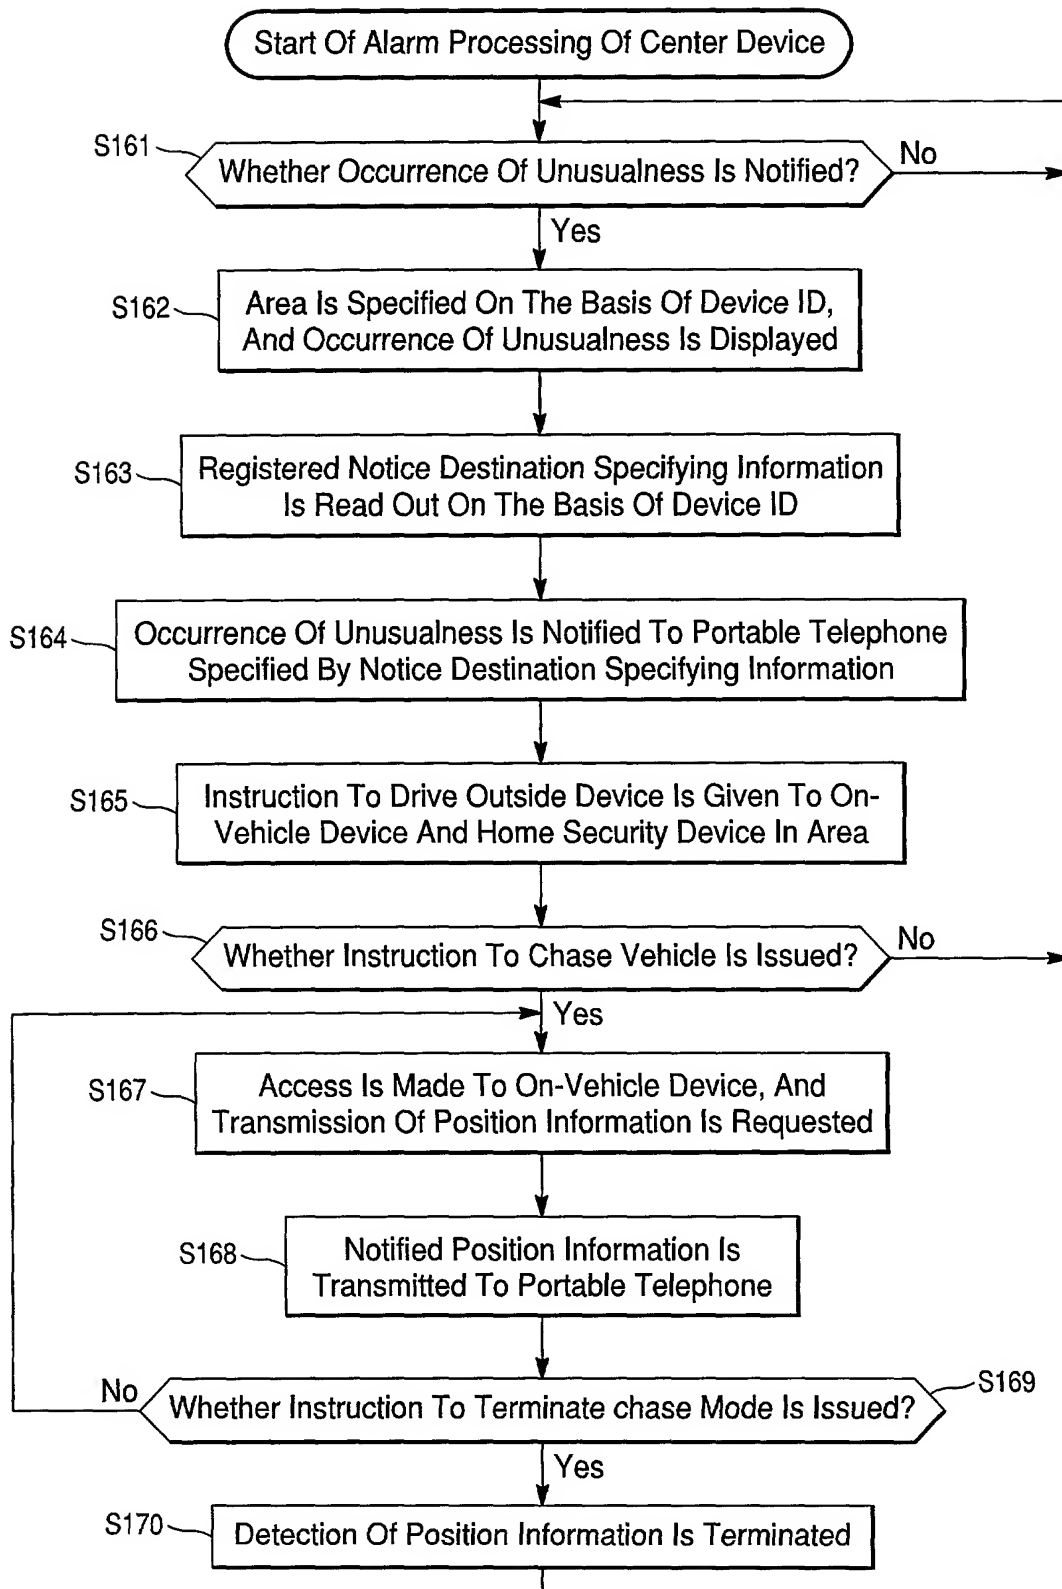 Start Of Alarm Processing Of Center Device
S161
Whether Occurrence Of Unusualness Is Notified?
No
Yes
S162
Area Is Specified On The Basis Of Device ID,
And Occurrence Of Unusualness Is Displayed
S163
Registered Notice Destination Specifying Information
Is Read Out On The Basis Of Device ID
S164
Occurrence Of Unusualness Is Notified To Portable Telephone
Specified By Notice Destination Specifying Information
S165
Instruction To Drive Outside Device Is Given To On-
Vehicle Device And Home Security Device In Area
S166
Whether Instruction To Chase Vehicle Is Issued?
No
Yes
S167
Access Is Made To On-Vehicle Device, And
Transmission Of Position Information Is Requested
S168
Notified Position Information Is
Transmitted To Portable Telephone
No
Whether Instruction To Terminate chase Mode Is Issued?
S169
Yes
S170
Detection Of Position Information Is Terminated